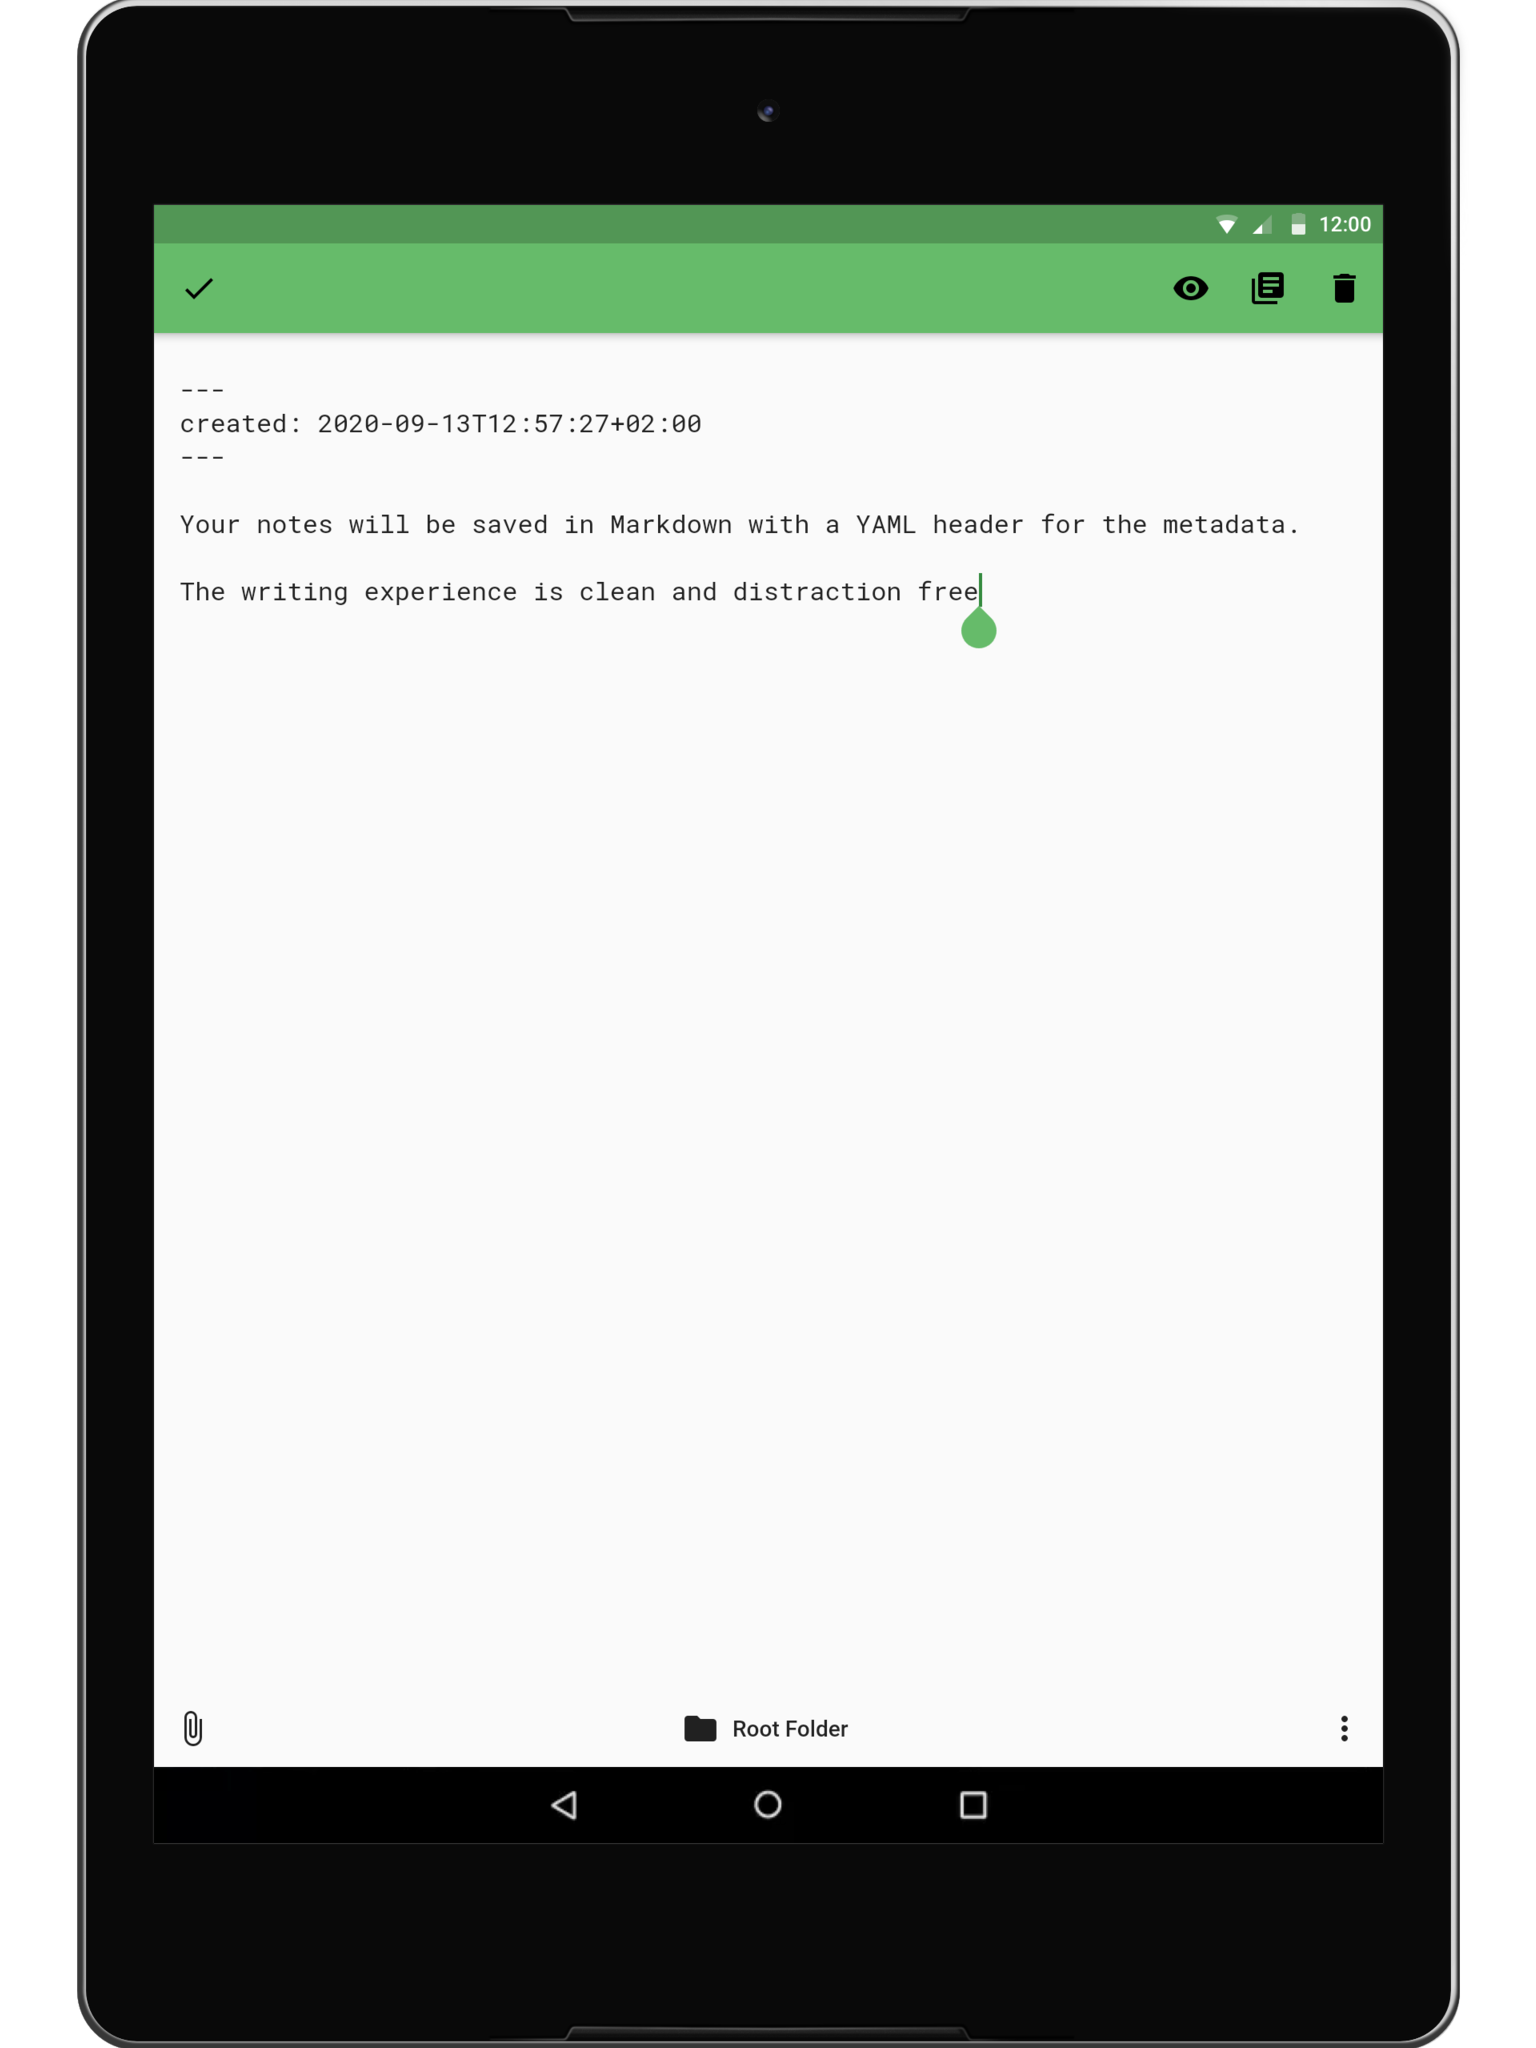 12:00
---
created: 2020-09-13T12:57:27+02:00
---
Your notes will be saved in Markdown with a YAML header for the metadata.
The writing experience is clean and distraction free
Root Folder